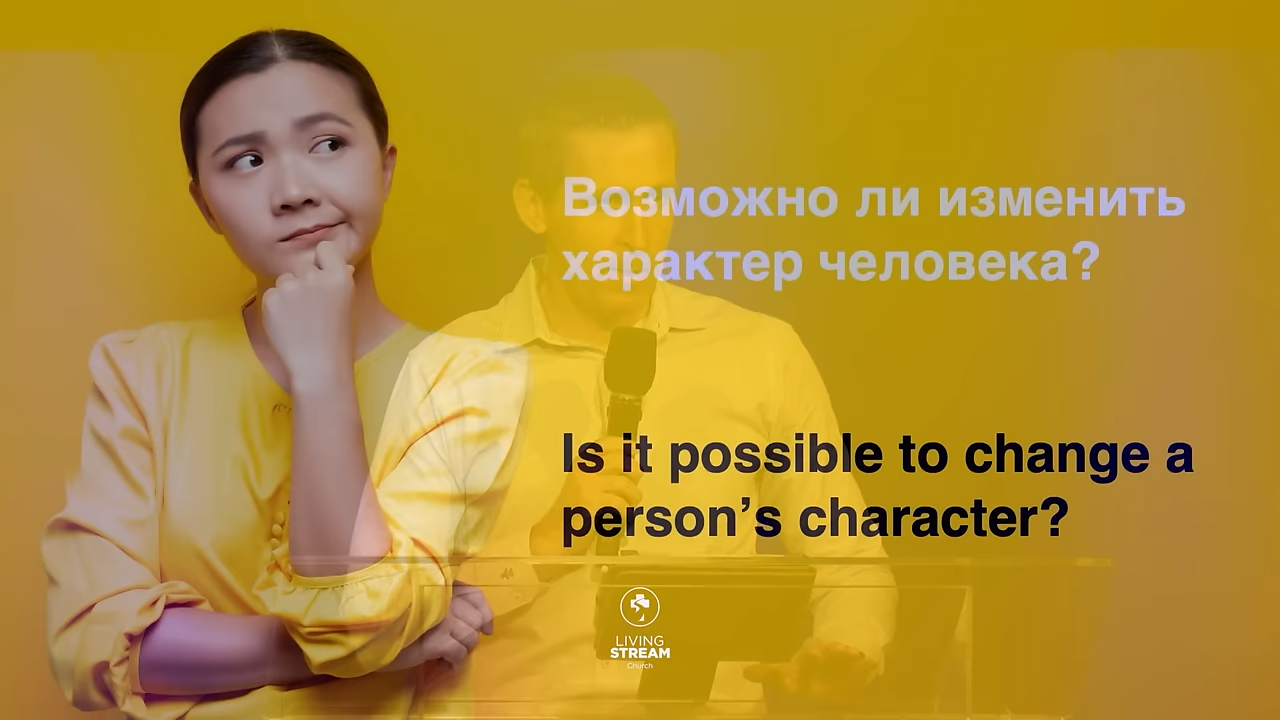 Возможно ли изменить
характер человека?
Is it possible to change a
person’s character?
LIVING
STREAM
Church